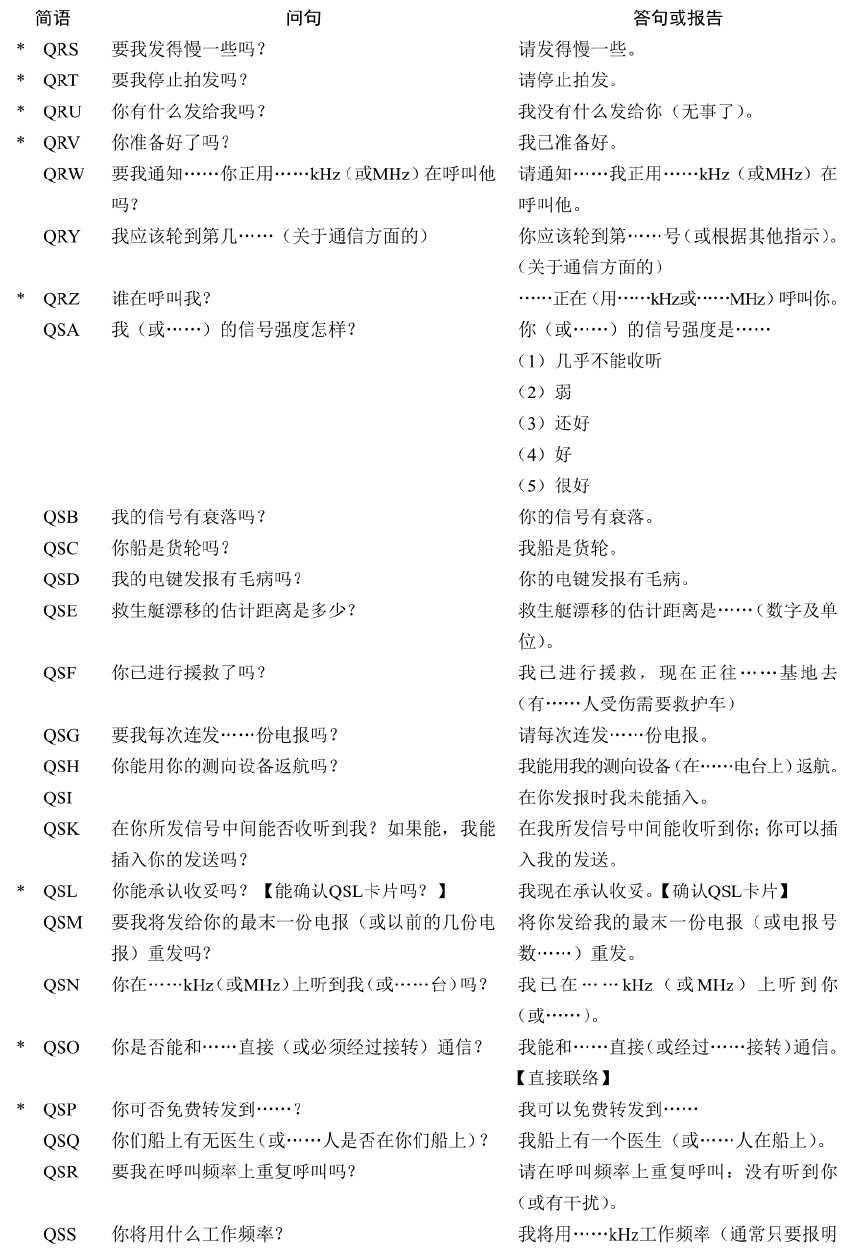 简语 问句 答句或报告
* QRS 要我发得慢一些吗？ 请发得慢一些。
* QRT 要我停止拍发吗？ 请停止拍发。
* QRU 你有什么发给我吗？ 我没有什么发给你（无事了）。
* QRV 你准备好了吗？ 我已准备好。
QRW 要我通知……你正用……kHz（或MHz）在呼叫他 请通知……我正用……kHz（或MHz）在
吗？ 呼叫他。
QRY 我应该轮到第几……（关于通信方面的） 你应该轮到第……号（或根据其他指示）。
（关于通信方面的）
* QRZ 谁在呼叫我？ ……正在（用……kHz或……MHz）呼叫你。
QSA 我（或……）的信号强度怎样？ 你（或……）的信号强度是……
（1）几乎不能收听
（2）弱
（3）还好
（4）好
（5）很好
QSB 我的信号有衰落吗？ 你的信号有衰落。
QSC 你船是货轮吗？ 我船是货轮。
QSD 我的电键发报有毛病吗？ 你的电键发报有毛病。
QSE 救生艇漂移的估计距离是多少？ 救生艇漂移的估计距离是……（数字及单
位）。
QSF 你已进行援救了吗？ 我已进行援救，现在正往……基地去
（有……人受伤需要救护车）
QSG 要我每次连发……份电报吗？ 请每次连发……份电报。
QSH 你能用你的测向设备返航吗？ 我能用我的测向设备（在……电台上）返航。
QSI 在你发报时我未能插入。
QSK 在你所发信号中间能否收听到我？如果能，我能 在我所发信号中间能收听到你；你可以插
插入你的发送吗？ 入我的发送。
* QSL 你能承认收妥吗？【能确认QSL卡片吗？】 我现在承认收妥。【确认QSL卡片】
QSM 要我将发给你的最末一份电报（或以前的几份电 将你发给我的最末一份电报（或电报号
报）重发吗？ 数……）重发。
QSN 你在……kHz（或MHz）上听到我（或……台）吗？ 我已在……kHz（或MHz）上听到你
（或……）。
* QSO 你是否能和……直接（或必须经过接转）通信？ 我能和……直接（或经过……接转）通信。
【直接联络】
* QSP 你可否免费转发到……？ 我可以免费转发到……
QSQ 你们船上有无医生（或……人是否在你们船上）？ 我船上有一个医生（或……人在船上）。
QSR 要我在呼叫频率上重复呼叫吗？ 请在呼叫频率上重复呼叫：没有听到你
（或有干扰）。
QSS 你将用什么工作频率？ 我将用……kHz工作频率（通常只要报明